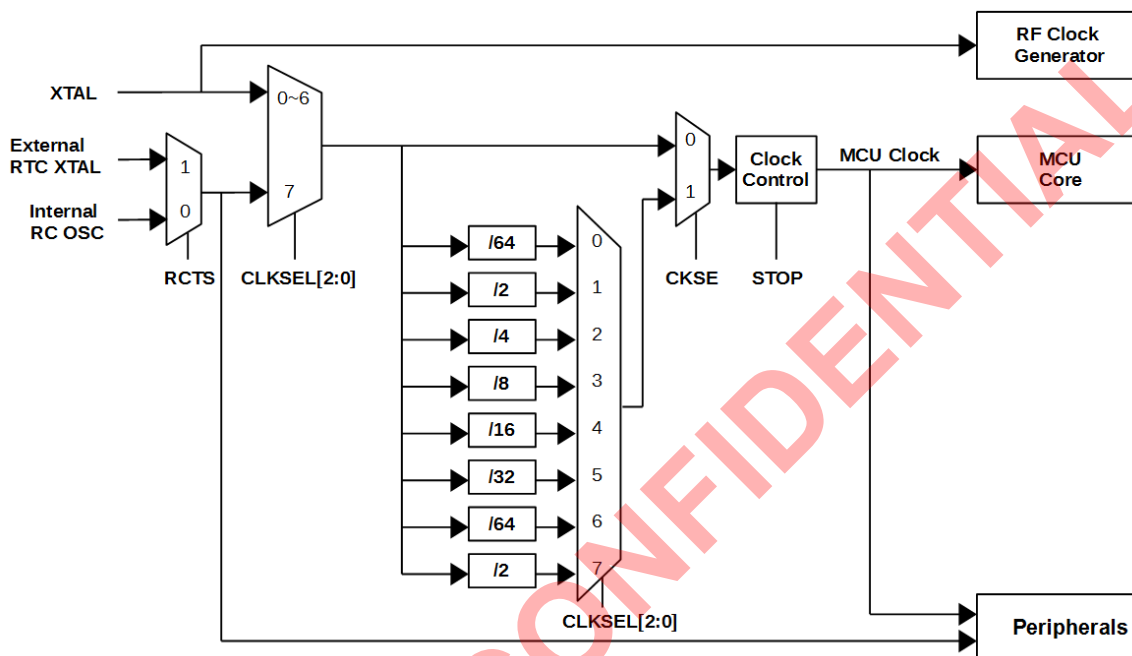 RF Clock
Generator
XTAL
0~6
External
RTC XTAL
1
0
Clock
Control
MCU Clock
MCU
Core
7
1
Internal
RC OSC
0
/64
0
RCTS
CLKSEL[2:0]
CKSE
STOP
/2
1
/4
2
/8
3
/16
4
/32
5
/64
6
/2
7
CLKSEL[2:0]
Peripherals
CONFIDENTIAL